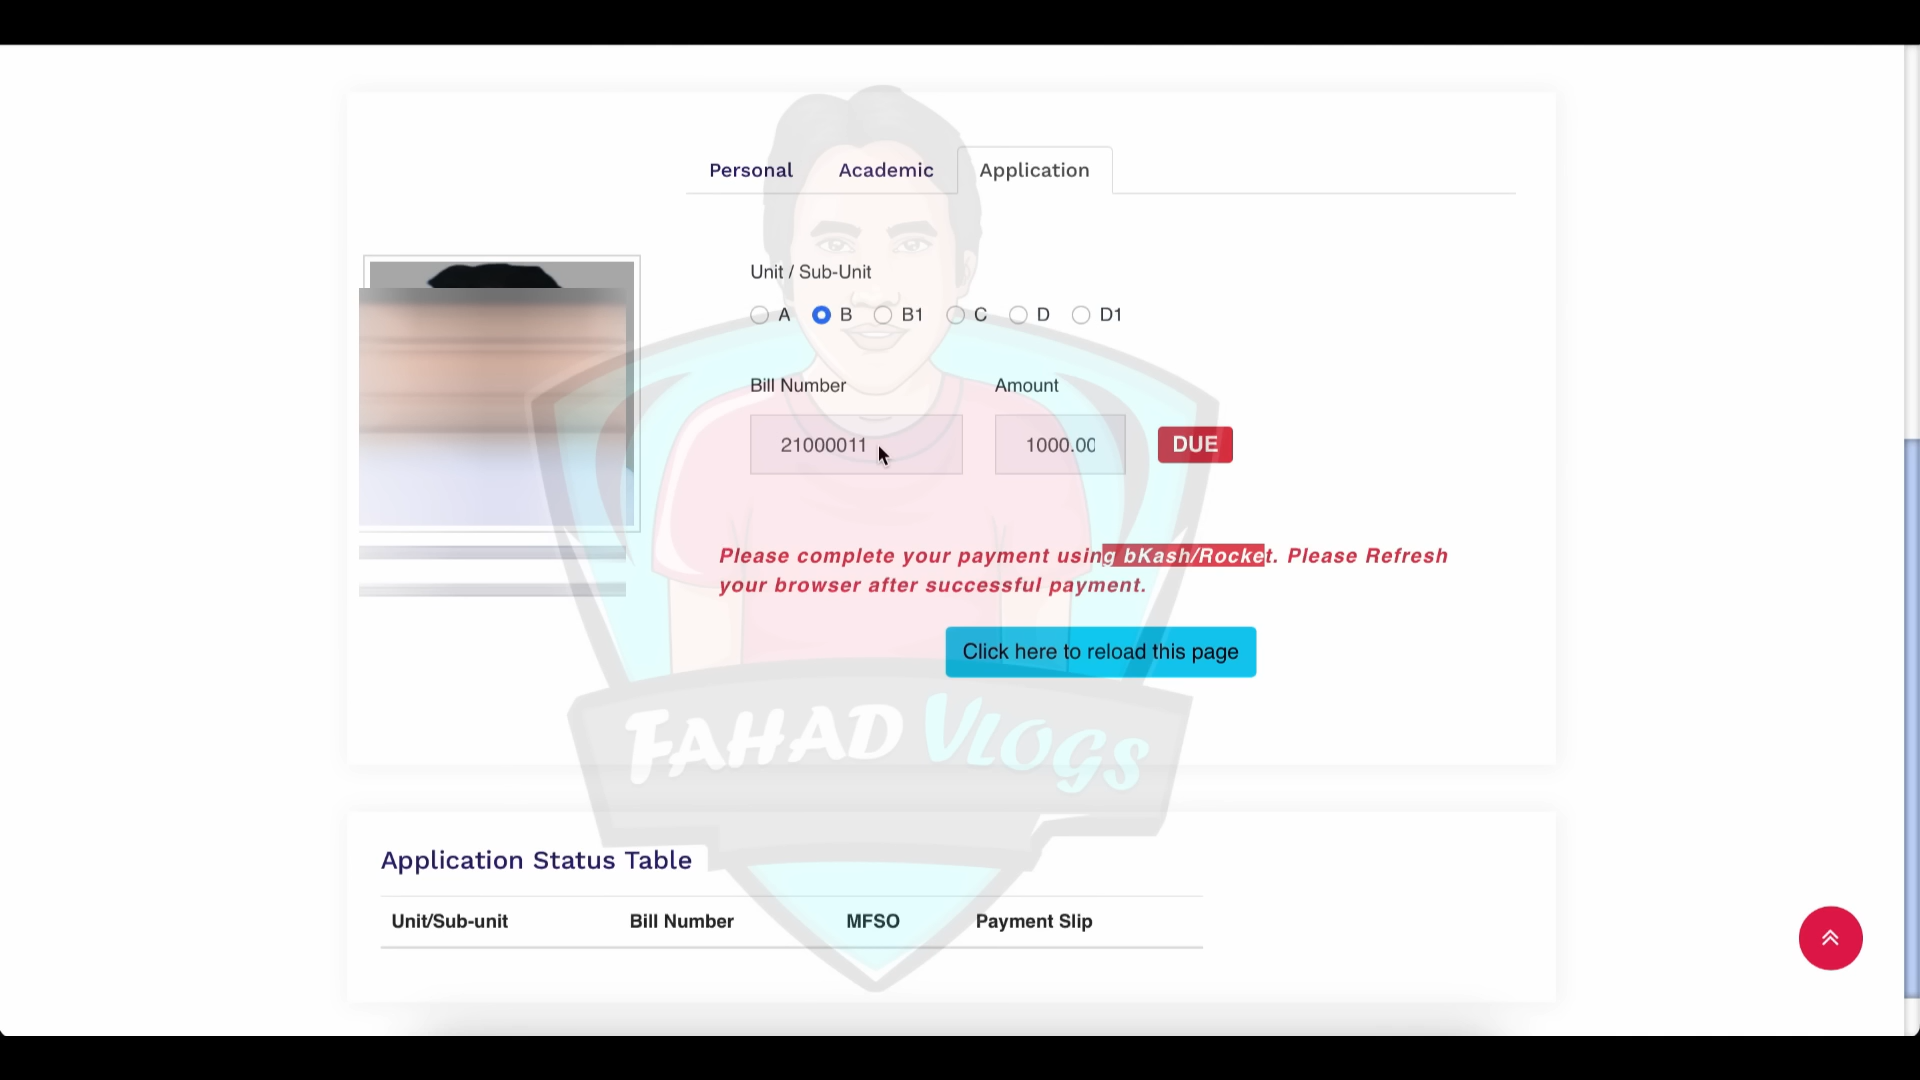 Personal Academic Application
Unit / Sub-Unit
A B B1 C D D1
Bill Number Amount
21000011 1000.00 DUE
Please complete your payment using bKash/Rocket. Please Refresh
your browser after successful payment.
Click here to reload this page
FAHAD VLOGS
Application Status Table
Unit/Sub-unit Bill Number MFSO Payment Slip